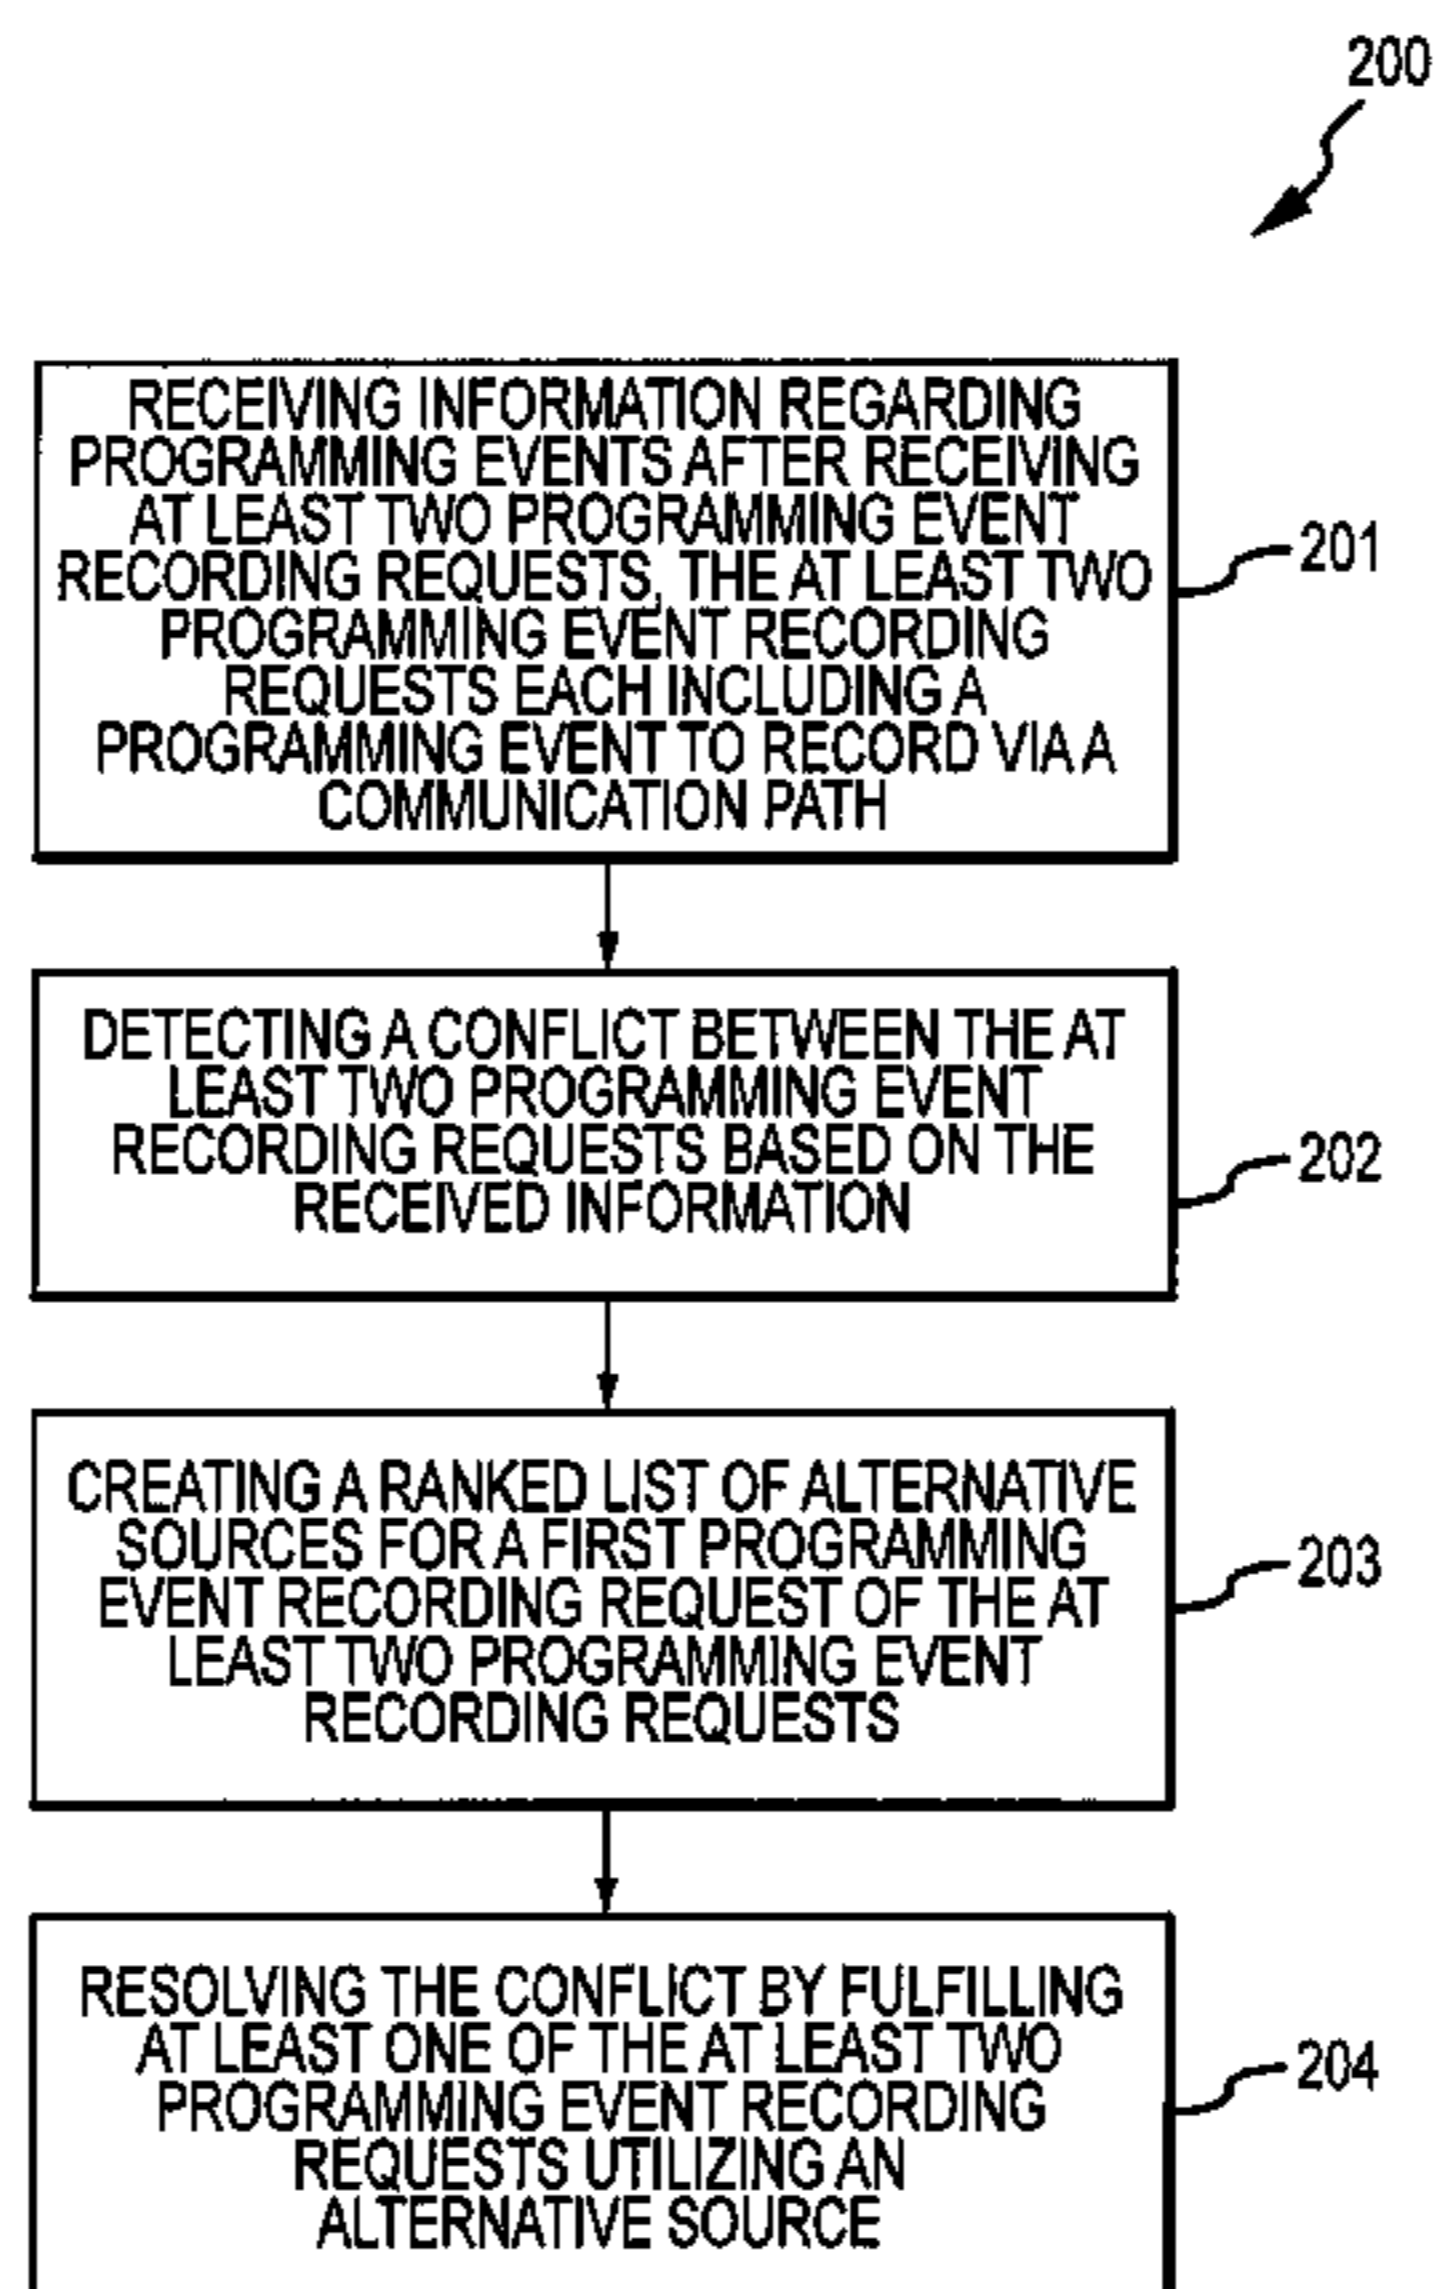 200
RECEIVING INFORMATION REGARDING
PROGRAMMING EVENTS AFTER RECEIVING
AT LEAST TWO PROGRAMMING EVENT
RECORDING REQUESTS, THE AT LEAST TWO
PROGRAMMING EVENT RECORDING
REQUESTS EACH INCLUDING A
PROGRAMMING EVENT TO RECORD VIA A
COMMUNICATION PATH
201
DETECTING A CONFLICT BETWEEN THE AT
LEAST TWO PROGRAMMING EVENT
RECORDING REQUESTS BASED ON THE
RECEIVED INFORMATION
202
CREATING A RANKED LIST OF ALTERNATIVE
SOURCES FOR A FIRST PROGRAMMING
EVENT RECORDING REQUEST OF THE AT
LEAST TWO PROGRAMMING EVENT
RECORDING REQUESTS
203
RESOLVING THE CONFLICT BY FULFILLING
AT LEAST ONE OF THE AT LEAST TWO
PROGRAMMING EVENT RECORDING
REQUESTS UTILIZING AN
ALTERNATIVE SOURCE
204